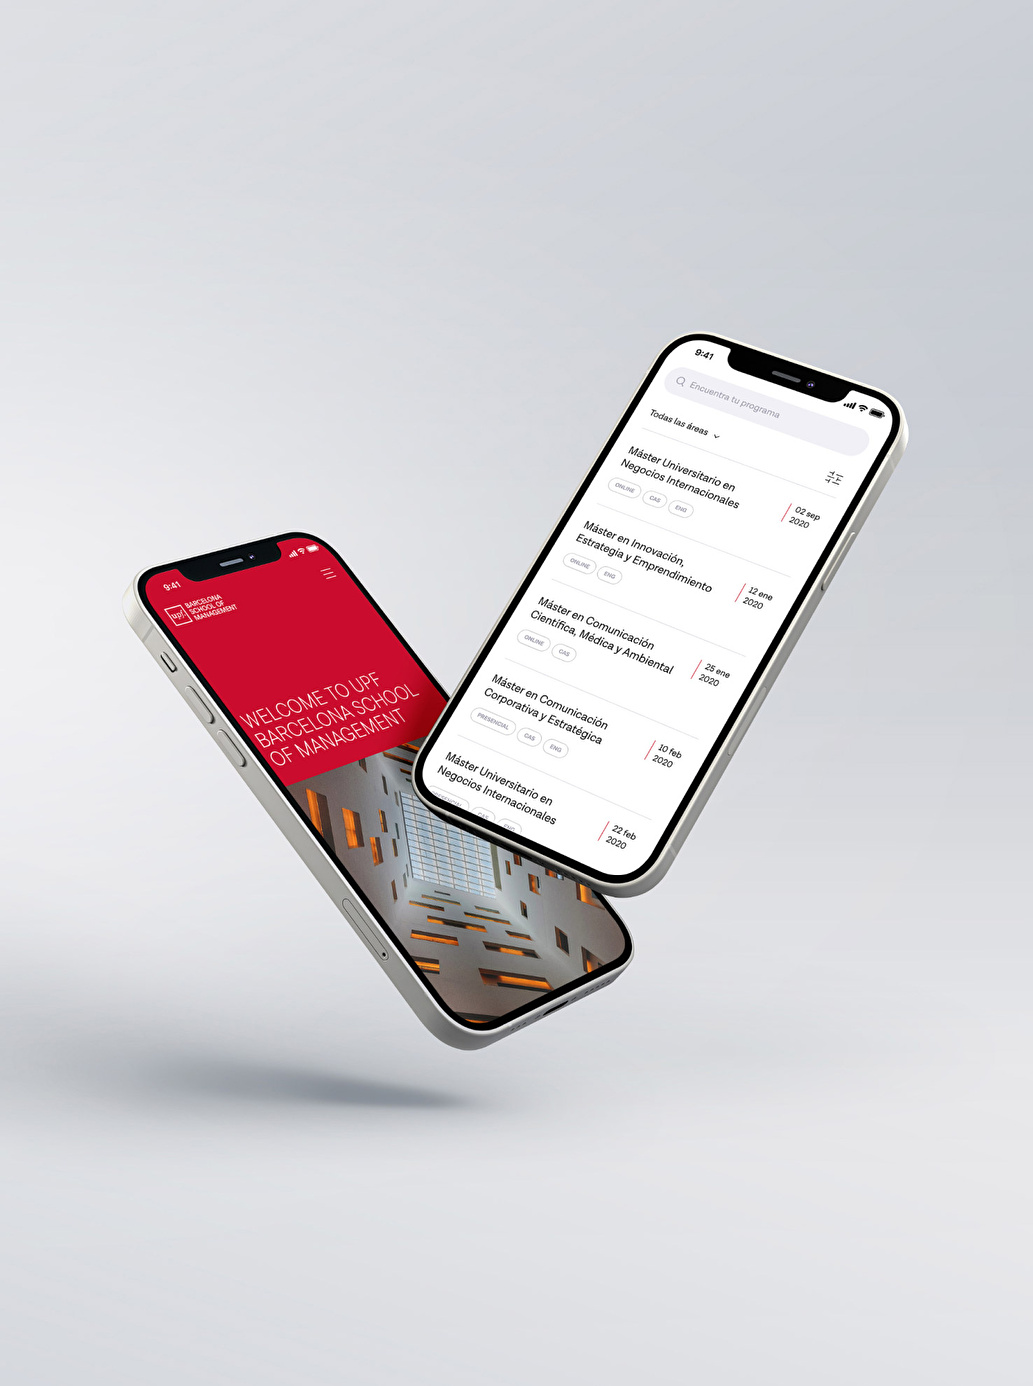 9:41
upf.
BARCELONA
SCHOOL OF
MANAGEMENT
WELCOME TO UPF
BARCELONA SCHOOL
OF MANAGEMENT
9:41
Encuentra tu programa
Todas las áreas
Máster Universitario en
Negocios Internacionales
ONLINE CAS ENG
02 sep
2020
Máster en Innovación,
Estrategia y Emprendimiento
ONLINE ENG
12 ene
2020
Máster en Comunicación
Científica, Médica y Ambiental
ONLINE CAS
25 ene
2020
Máster en Comunicación
Corporativa y Estratégica
PRESENCIAL CAS ENG
10 feb
2020
Máster Universitario en
Negocios Internacionales
PRESENCIAL CAS ENG
22 feb
2020